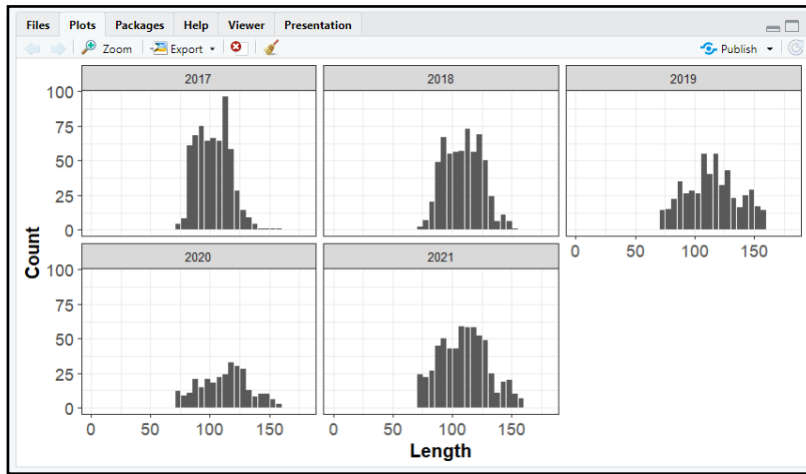 Files Plots Packages Help Viewer Presentation
Zoom Export Publish
2017 2018 2019
100
75
50
25
0
0 50 100 150
2020 2021
100
75
50
25
0
0 50 100 150 0 50 100 150
Count
Length